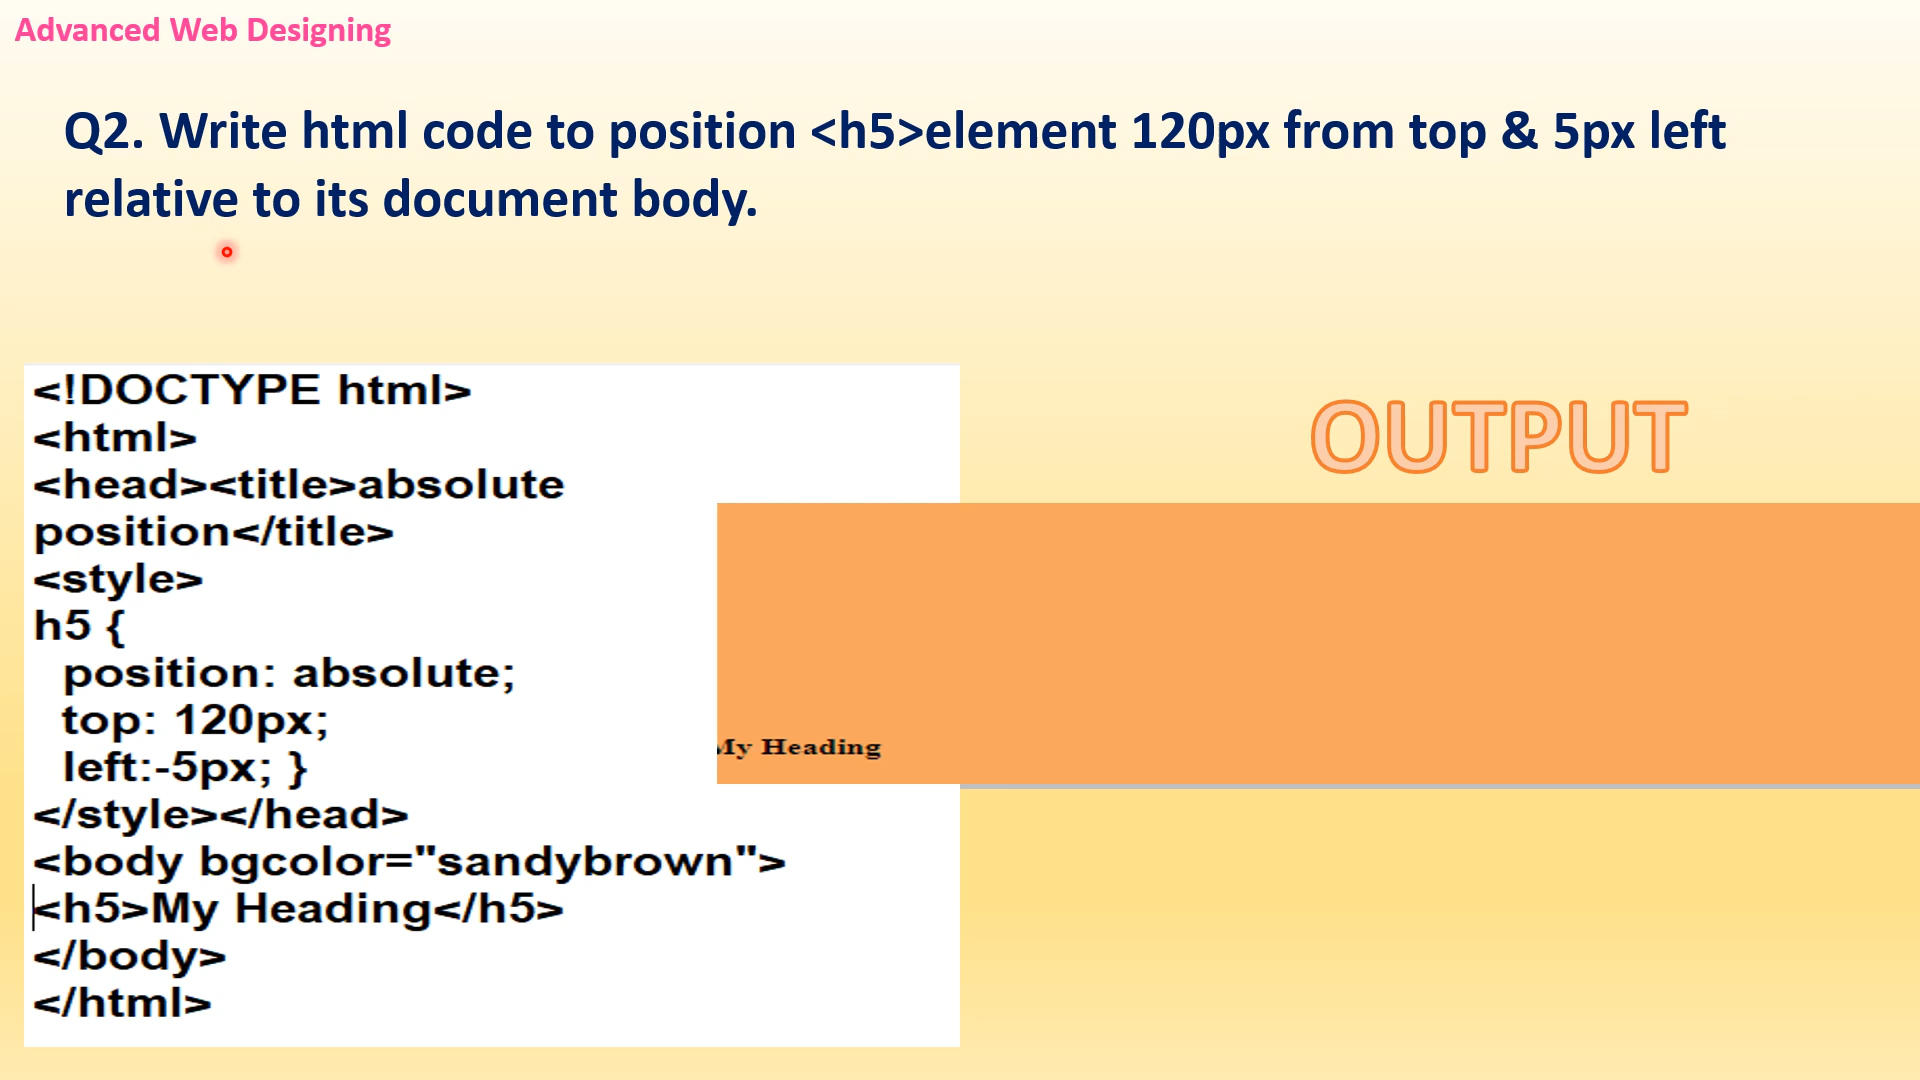 Advanced Web Designing
Q2. Write html code to position <h5>element 120px from top & 5px left
relative to its document body.
<!DOCTYPE html>
<html>
<head><title>absolute
position</title>
<style>
h5 {
position: absolute;
top: 120px;
left:-5px; }
</style></head>
<body bgcolor="sandybrown">
<h5>My Heading</h5>
</body>
</html>
OUTPUT
My Heading